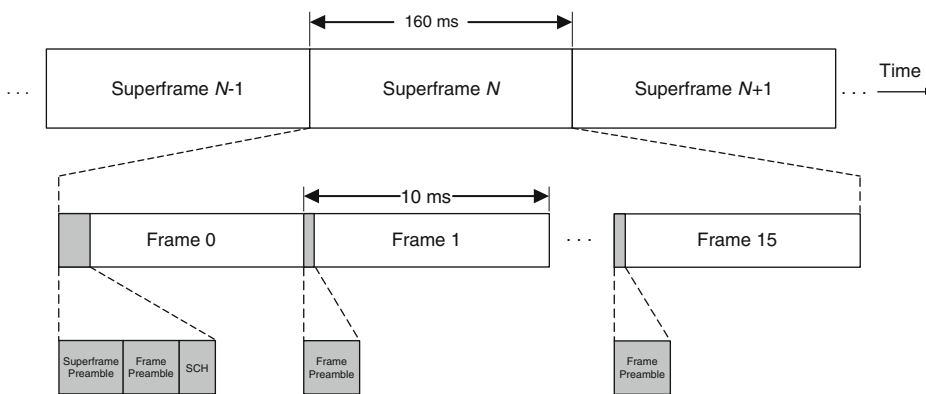 160 ms
. . .
Superframe N-1
Superframe N
Superframe N+1
. . .
Time
10 ms
Frame 0
Frame 1
. . .
Frame 15
Superframe
Preamble
Frame
Preamble
SCH
Frame
Preamble
Frame
Preamble